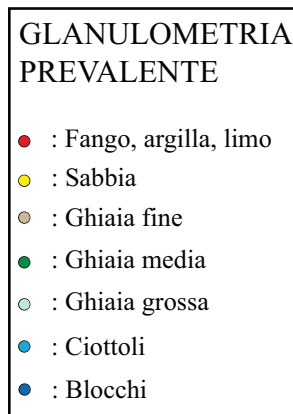 GLANULOMETRIA
PREVALENTE
: Fango, argilla, limo
: Sabbia
: Ghiaia fine
: Ghiaia media
: Ghiaia grossa
: Ciottoli
: Blocchi